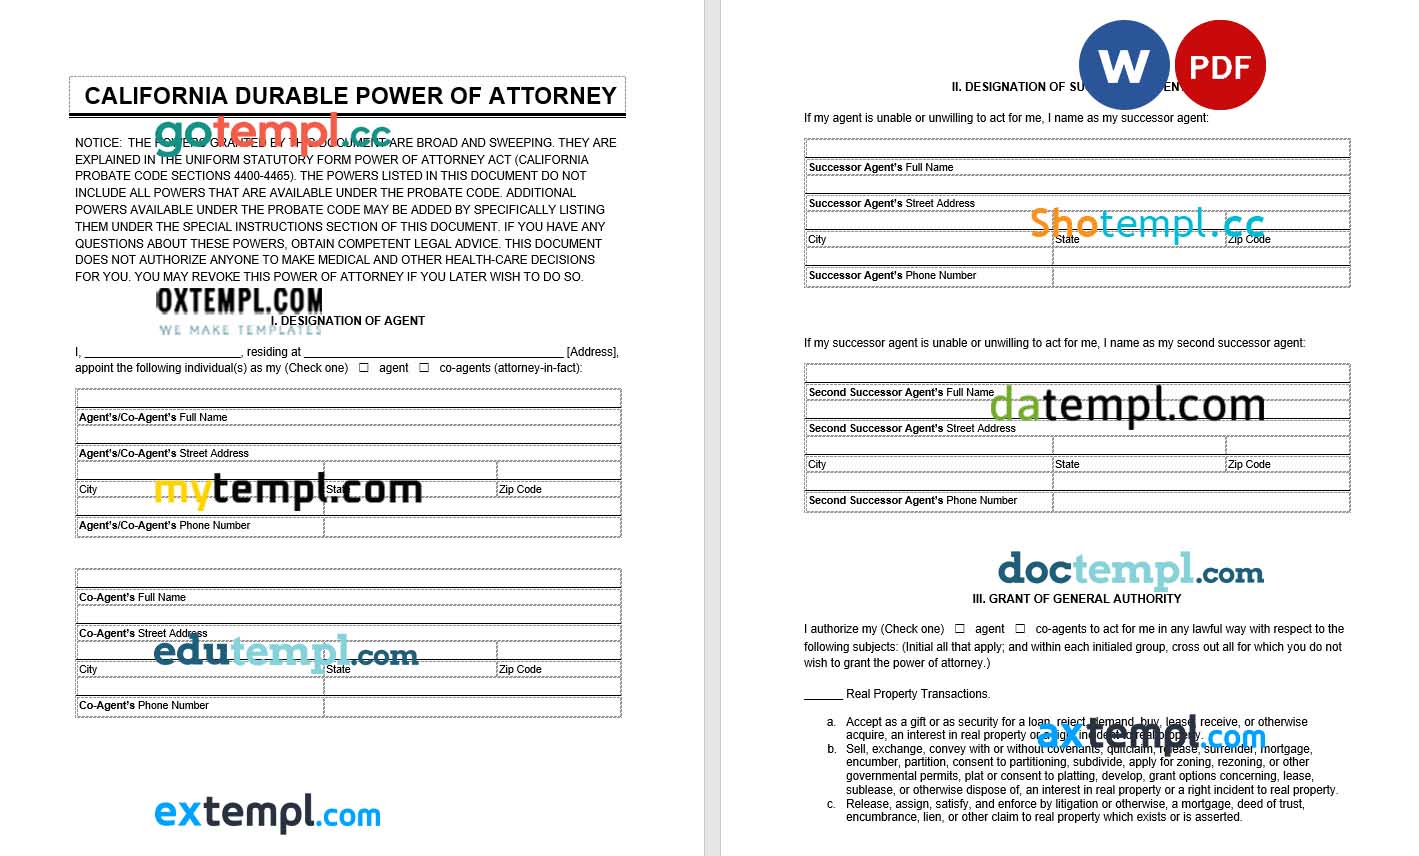 CALIFORNIA DURABLE POWER OF ATTORNEY
gotempl.cc
NOTICE: THE POWERS GRANTED BY THIS DOCUMENT ARE BROAD AND SWEEPING. THEY ARE
EXPLAINED IN THE UNIFORM STATUTORY FORM POWER OF ATTORNEY ACT (CALIFORNIA
PROBATE CODE SECTIONS 4400-4465). THE POWERS LISTED IN THIS DOCUMENT DO NOT
INCLUDE ALL POWERS THAT ARE AVAILABLE UNDER THE PROBATE CODE. ADDITIONAL
POWERS AVAILABLE UNDER THE PROBATE CODE MAY BE ADDED BY SPECIFICALLY LISTING
THEM UNDER THE SPECIAL INSTRUCTIONS SECTION OF THIS DOCUMENT. IF YOU HAVE ANY
QUESTIONS ABOUT THESE POWERS, OBTAIN COMPETENT LEGAL ADVICE. THIS DOCUMENT
DOES NOT AUTHORIZE ANYONE TO MAKE MEDICAL AND OTHER HEALTH-CARE DECISIONS
FOR YOU. YOU MAY REVOKE THIS POWER OF ATTORNEY IF YOU LATER WISH TO DO SO.
OXTEMPL.COM
WE MAKE TEMPLATES
I. DESIGNATION OF AGENT
I, ________________________, residing at ________________________________________ [Address],
appoint the following individual(s) as my (Check one) ☐ agent ☐ co-agents (attorney-in-fact):
Agent's/Co-Agent's Full Name
Agent's/Co-Agent's Street Address
City State Zip Code
mytempl.com
Agent's/Co-Agent's Phone Number
Co-Agent's Full Name
Co-Agent's Street Address
edutempl.com
City State Zip Code
Co-Agent's Phone Number
extempl.com
W PDF
II. DESIGNATION OF
If my agent is unable or unwilling to act for me, I name as my successor agent:
Successor Agent's Full Name
Successor Agent's Street Address
Shotempl.cc
City State Zip Code
Successor Agent's Phone Number
If my successor agent is unable or unwilling to act for me, I name as my second successor agent:
Second Successor Agent's Full Name
datempl.com
Second Successor Agent's Street Address
City State Zip Code
Second Successor Agent's Phone Number
doctempl.com
III. GRANT OF GENERAL AUTHORITY
I authorize my (Check one) ☐ agent ☐ co-agents to act for me in any lawful way with respect to the
following subjects: (Initial all that apply; and within each initialed group, cross out all for which you do not
wish to grant the power of attorney.)
______ Real Property Transactions.
a. Accept as a gift or as security for a loan, reject, demand, buy, lease, receive, or otherwise
acquire, an interest in real property or a right incident to real property.
axtempl.com
b. Sell, exchange, convey with or without covenants, quitclaim, release, surrender, mortgage,
encumber, partition, consent to partitioning, subdivide, apply for zoning, rezoning, or other
governmental permits, plat or consent to platting, develop, grant options concerning, lease,
sublease, or otherwise dispose of, an interest in real property or a right incident to real property.
c. Release, assign, satisfy, and enforce by litigation or otherwise, a mortgage, deed of trust,
encumbrance, lien, or other claim to real property which exists or is asserted.